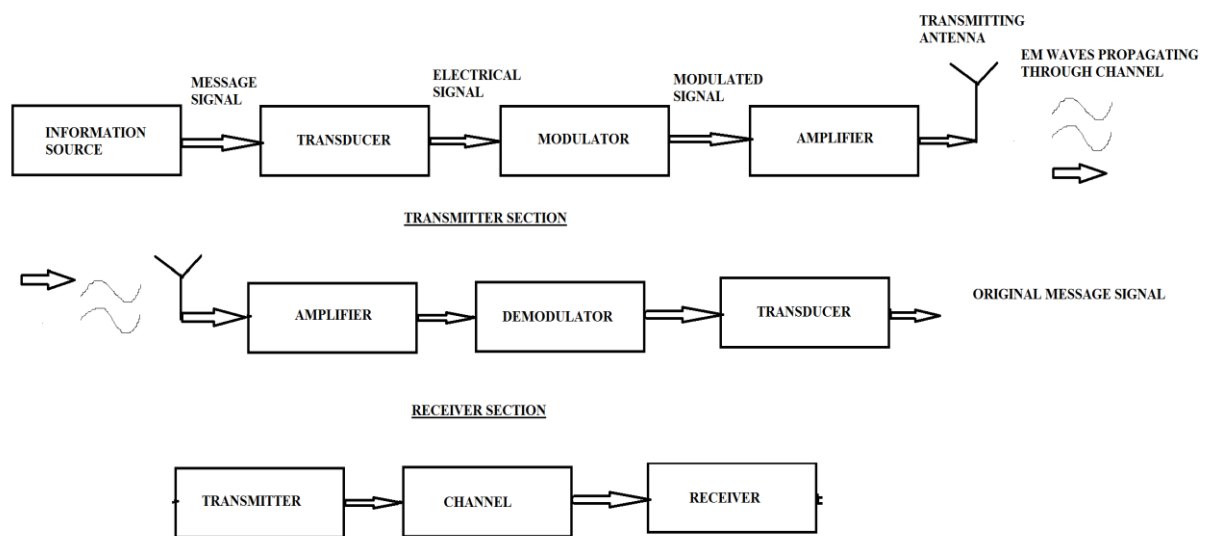 TRANSMITTING
ANTENNA
EM WAVES PROPAGATING
THROUGH CHANNEL
MESSAGE
SIGNAL
ELECTRICAL
SIGNAL
MODULATED
SIGNAL
INFORMATION
SOURCE
TRANSDUCER
MODULATOR
AMPLIFIER
TRANSMITTER SECTION
AMPLIFIER
DEMODULATOR
TRANSDUCER
ORIGINAL MESSAGE SIGNAL
RECEIVER SECTION
TRANSMITTER
CHANNEL
RECEIVER